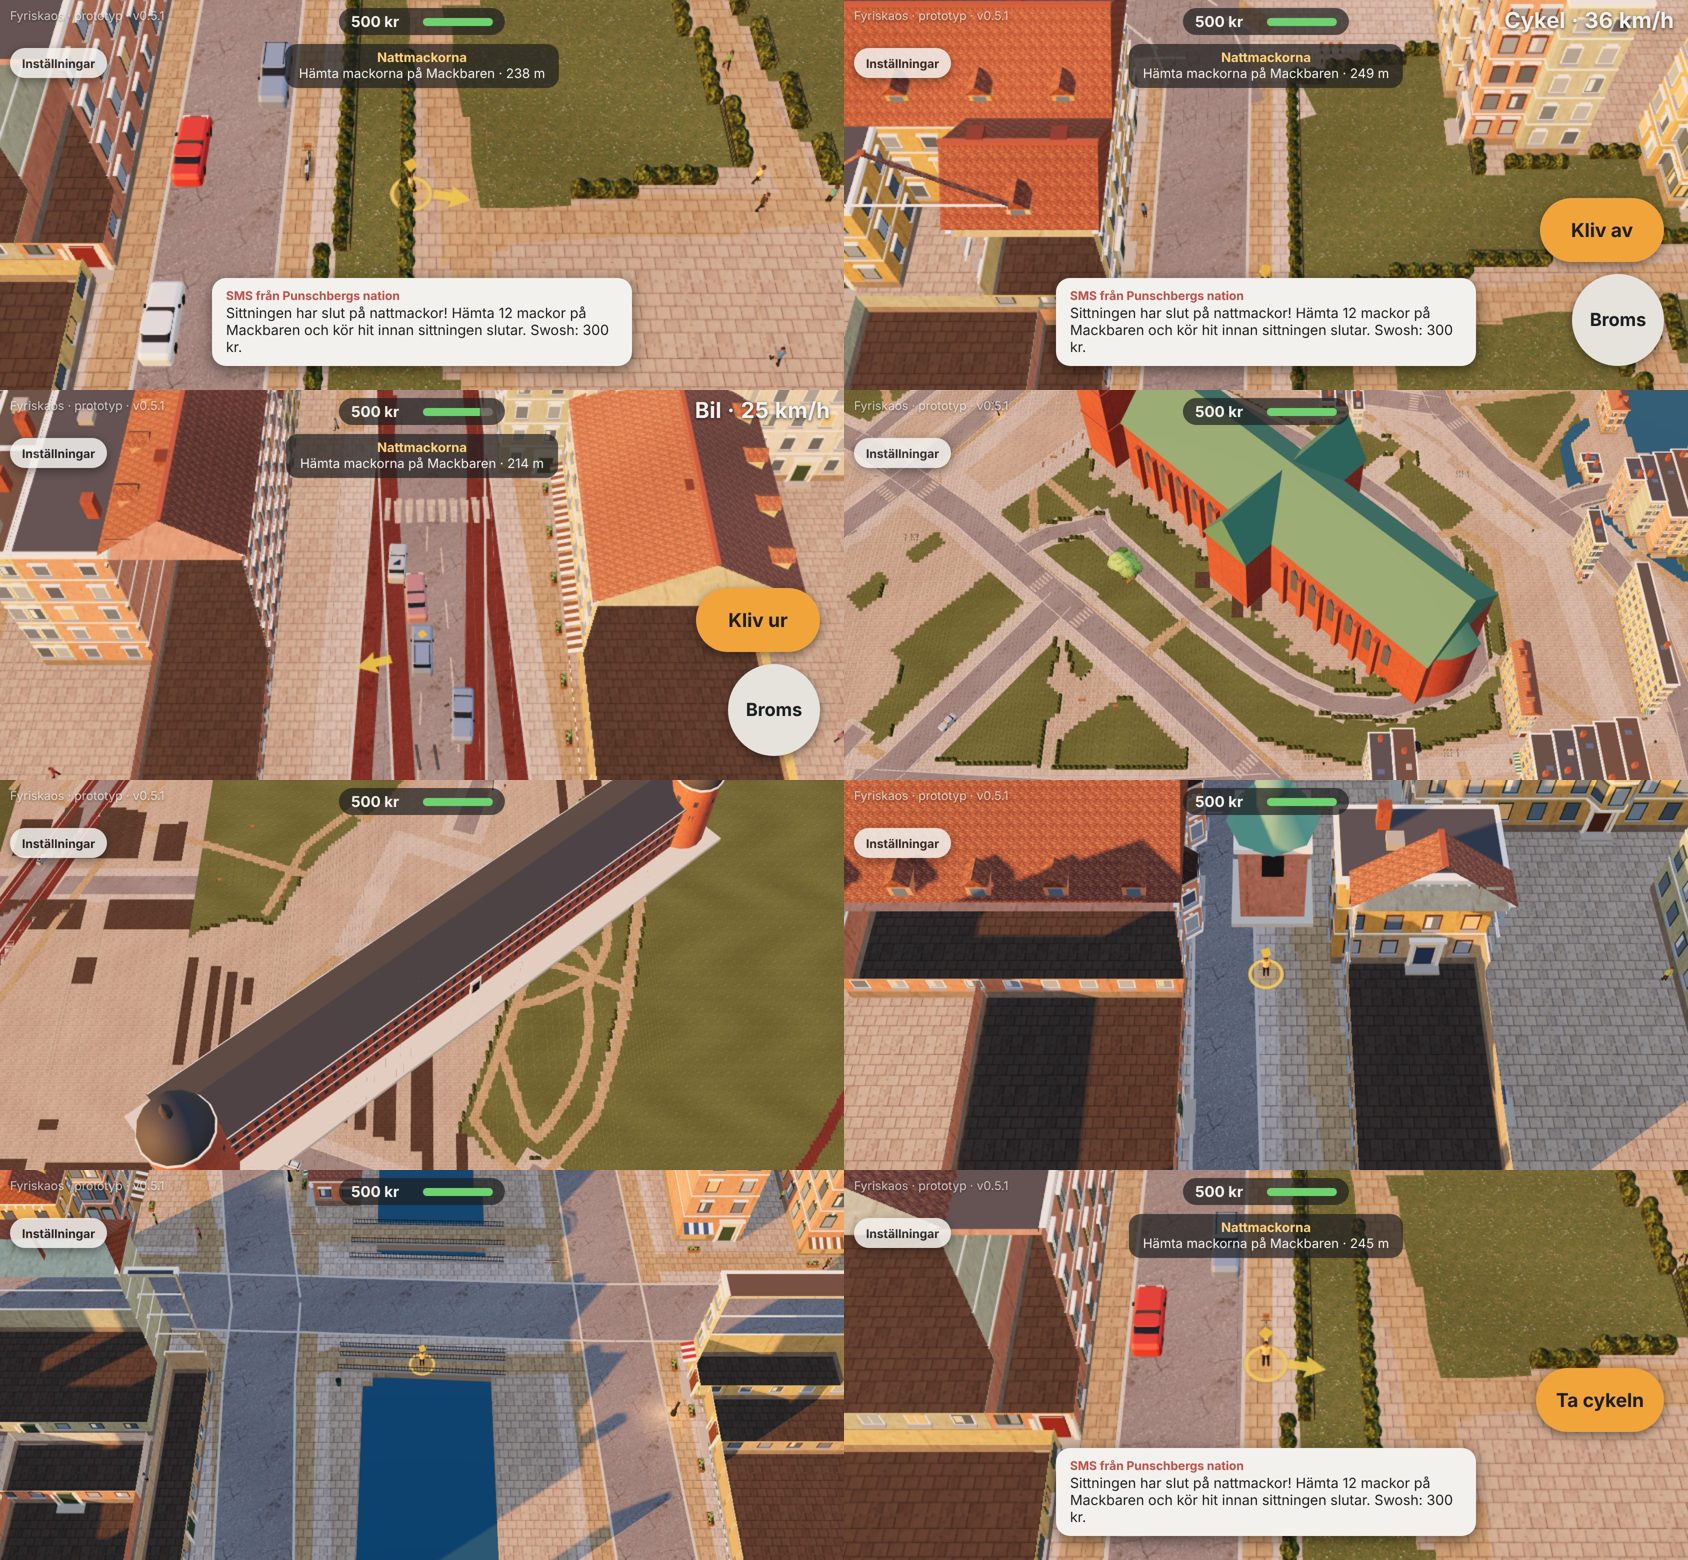 Fyriskaos · prototyp · v0.5.1
500 kr
Inställningar
Nattmackorna
Hämta mackorna på Mackbaren · 238 m
SMS från Punschbergs nation
Sittningen har slut på nattmackor! Hämta 12 mackor på
Mackbaren och kör hit innan sittningen slutar. Swosh: 300
kr.
Fyriskaos · prototyp · v0.5.1
500 kr
Cykel · 36 km/h
Inställningar
Nattmackorna
Hämta mackorna på Mackbaren · 249 m
Kliv av
Broms
SMS från Punschbergs nation
Sittningen har slut på nattmackor! Hämta 12 mackor på
Mackbaren och kör hit innan sittningen slutar. Swosh: 300
kr.
Fyriskaos · prototyp · v0.5.1
500 kr
Bil · 25 km/h
Inställningar
Nattmackorna
Hämta mackorna på Mackbaren · 214 m
Kliv ur
Broms
Fyriskaos · prototyp · v0.5.1
500 kr
Inställningar
Fyriskaos · prototyp · v0.5.1
500 kr
Inställningar
Fyriskaos · prototyp · v0.5.1
500 kr
Inställningar
Fyriskaos · prototyp · v0.5.1
500 kr
Inställningar
Fyriskaos · prototyp · v0.5.1
500 kr
Inställningar
Nattmackorna
Hämta mackorna på Mackbaren · 245 m
Ta cykeln
SMS från Punschbergs nation
Sittningen har slut på nattmackor! Hämta 12 mackor på
Mackbaren och kör hit innan sittningen slutar. Swosh: 300
kr.